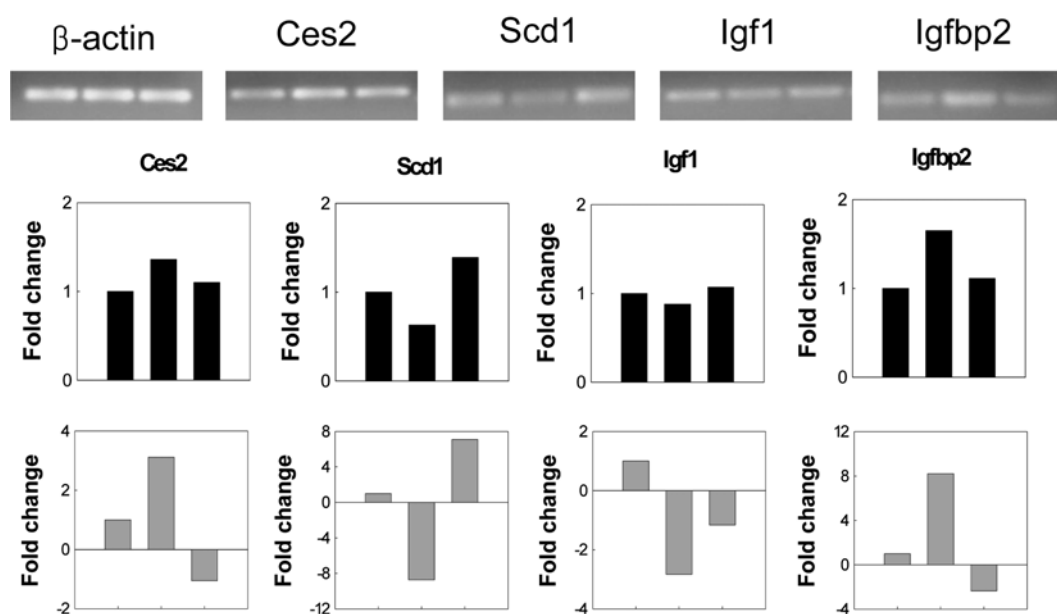 β-actin
Ces2
Scd1
Igf1
Igfbp2
Ces2
Fold change
2
1
0
Scd1
Fold change
2
1
0
Igf1
Fold change
2
1
0
Igfbp2
Fold change
2
1
0
Fold change
4
2
0
-2
Fold change
8
4
0
-4
-8
-12
Fold change
2
0
-2
-4
Fold change
12
8
4
0
-4